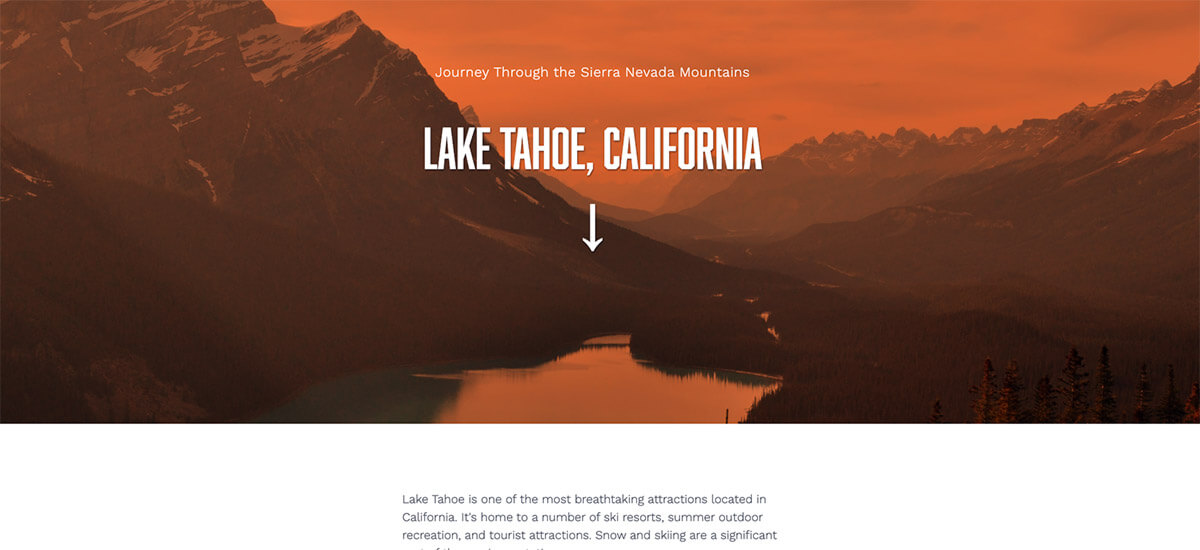 Journey Through the Sierra Nevada Mountains
LAKE TAHOE, CALIFORNIA
Lake Tahoe is one of the most breathtaking attractions located in
California. It's home to a number of ski resorts, summer outdoor
recreation, and tourist attractions. Snow and skiing are a significant